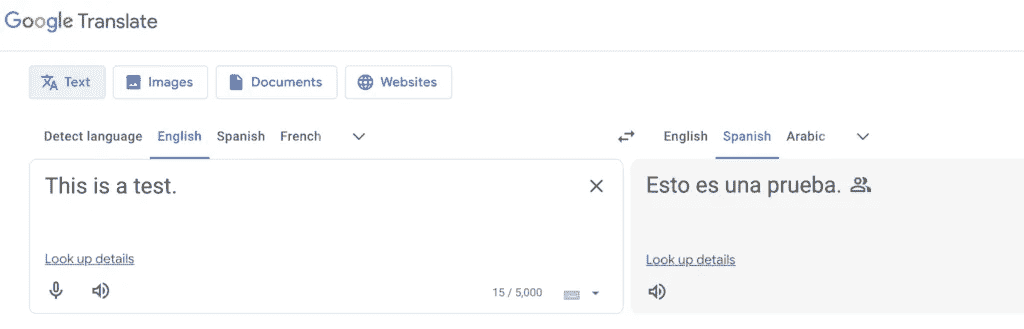 Google Translate
Text Images Documents Websites
Detect language English Spanish French English Spanish Arabic
This is a test. Esto es una prueba.
Look up details Look up details
15 / 5,000